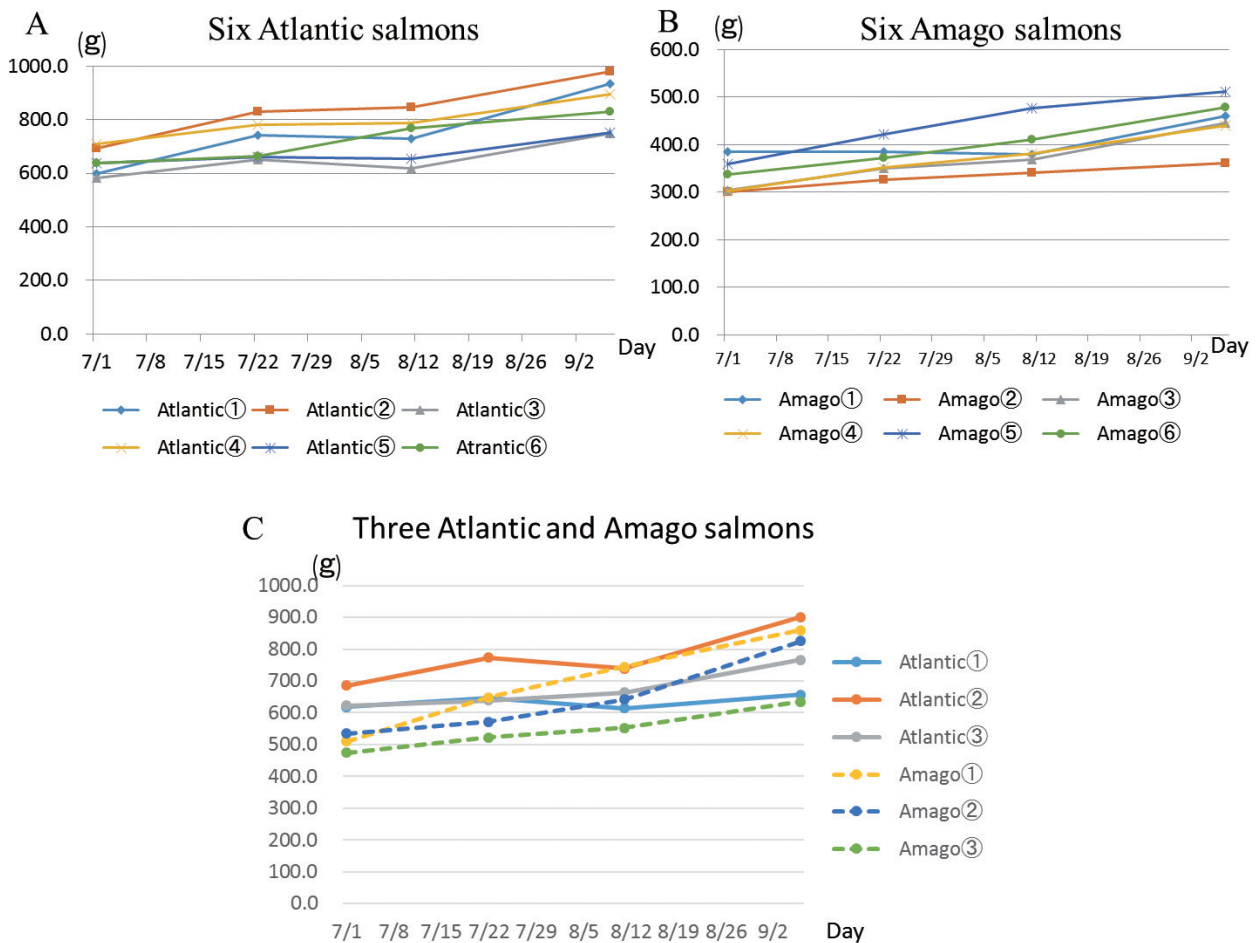 A
(g)
Six Atlantic salmons
1000.0
800.0
600.0
400.0
200.0
0.0
7/1 7/8 7/15 7/22 7/29 8/5 8/12 8/19 8/26 9/2
Day
Atlantic① Atlantic② Atlantic③
Atlantic④ Atlantic⑤ Atrantic⑥
B
(g)
Six Amago salmons
600.0
500.0
400.0
300.0
200.0
100.0
0.0
7/1 7/8 7/15 7/22 7/29 8/5 8/12 8/19 8/26 9/2
Day
Amago① Amago② Amago③
Amago④ Amago⑤ Amago⑥
C
Three Atlantic and Amago salmons
(g)
1000.0
900.0
800.0
700.0
600.0
500.0
400.0
300.0
200.0
100.0
0.0
7/1 7/8 7/15 7/22 7/29 8/5 8/12 8/19 8/26 9/2
Day
Atlantic①
Atlantic②
Atlantic③
Amago①
Amago②
Amago③